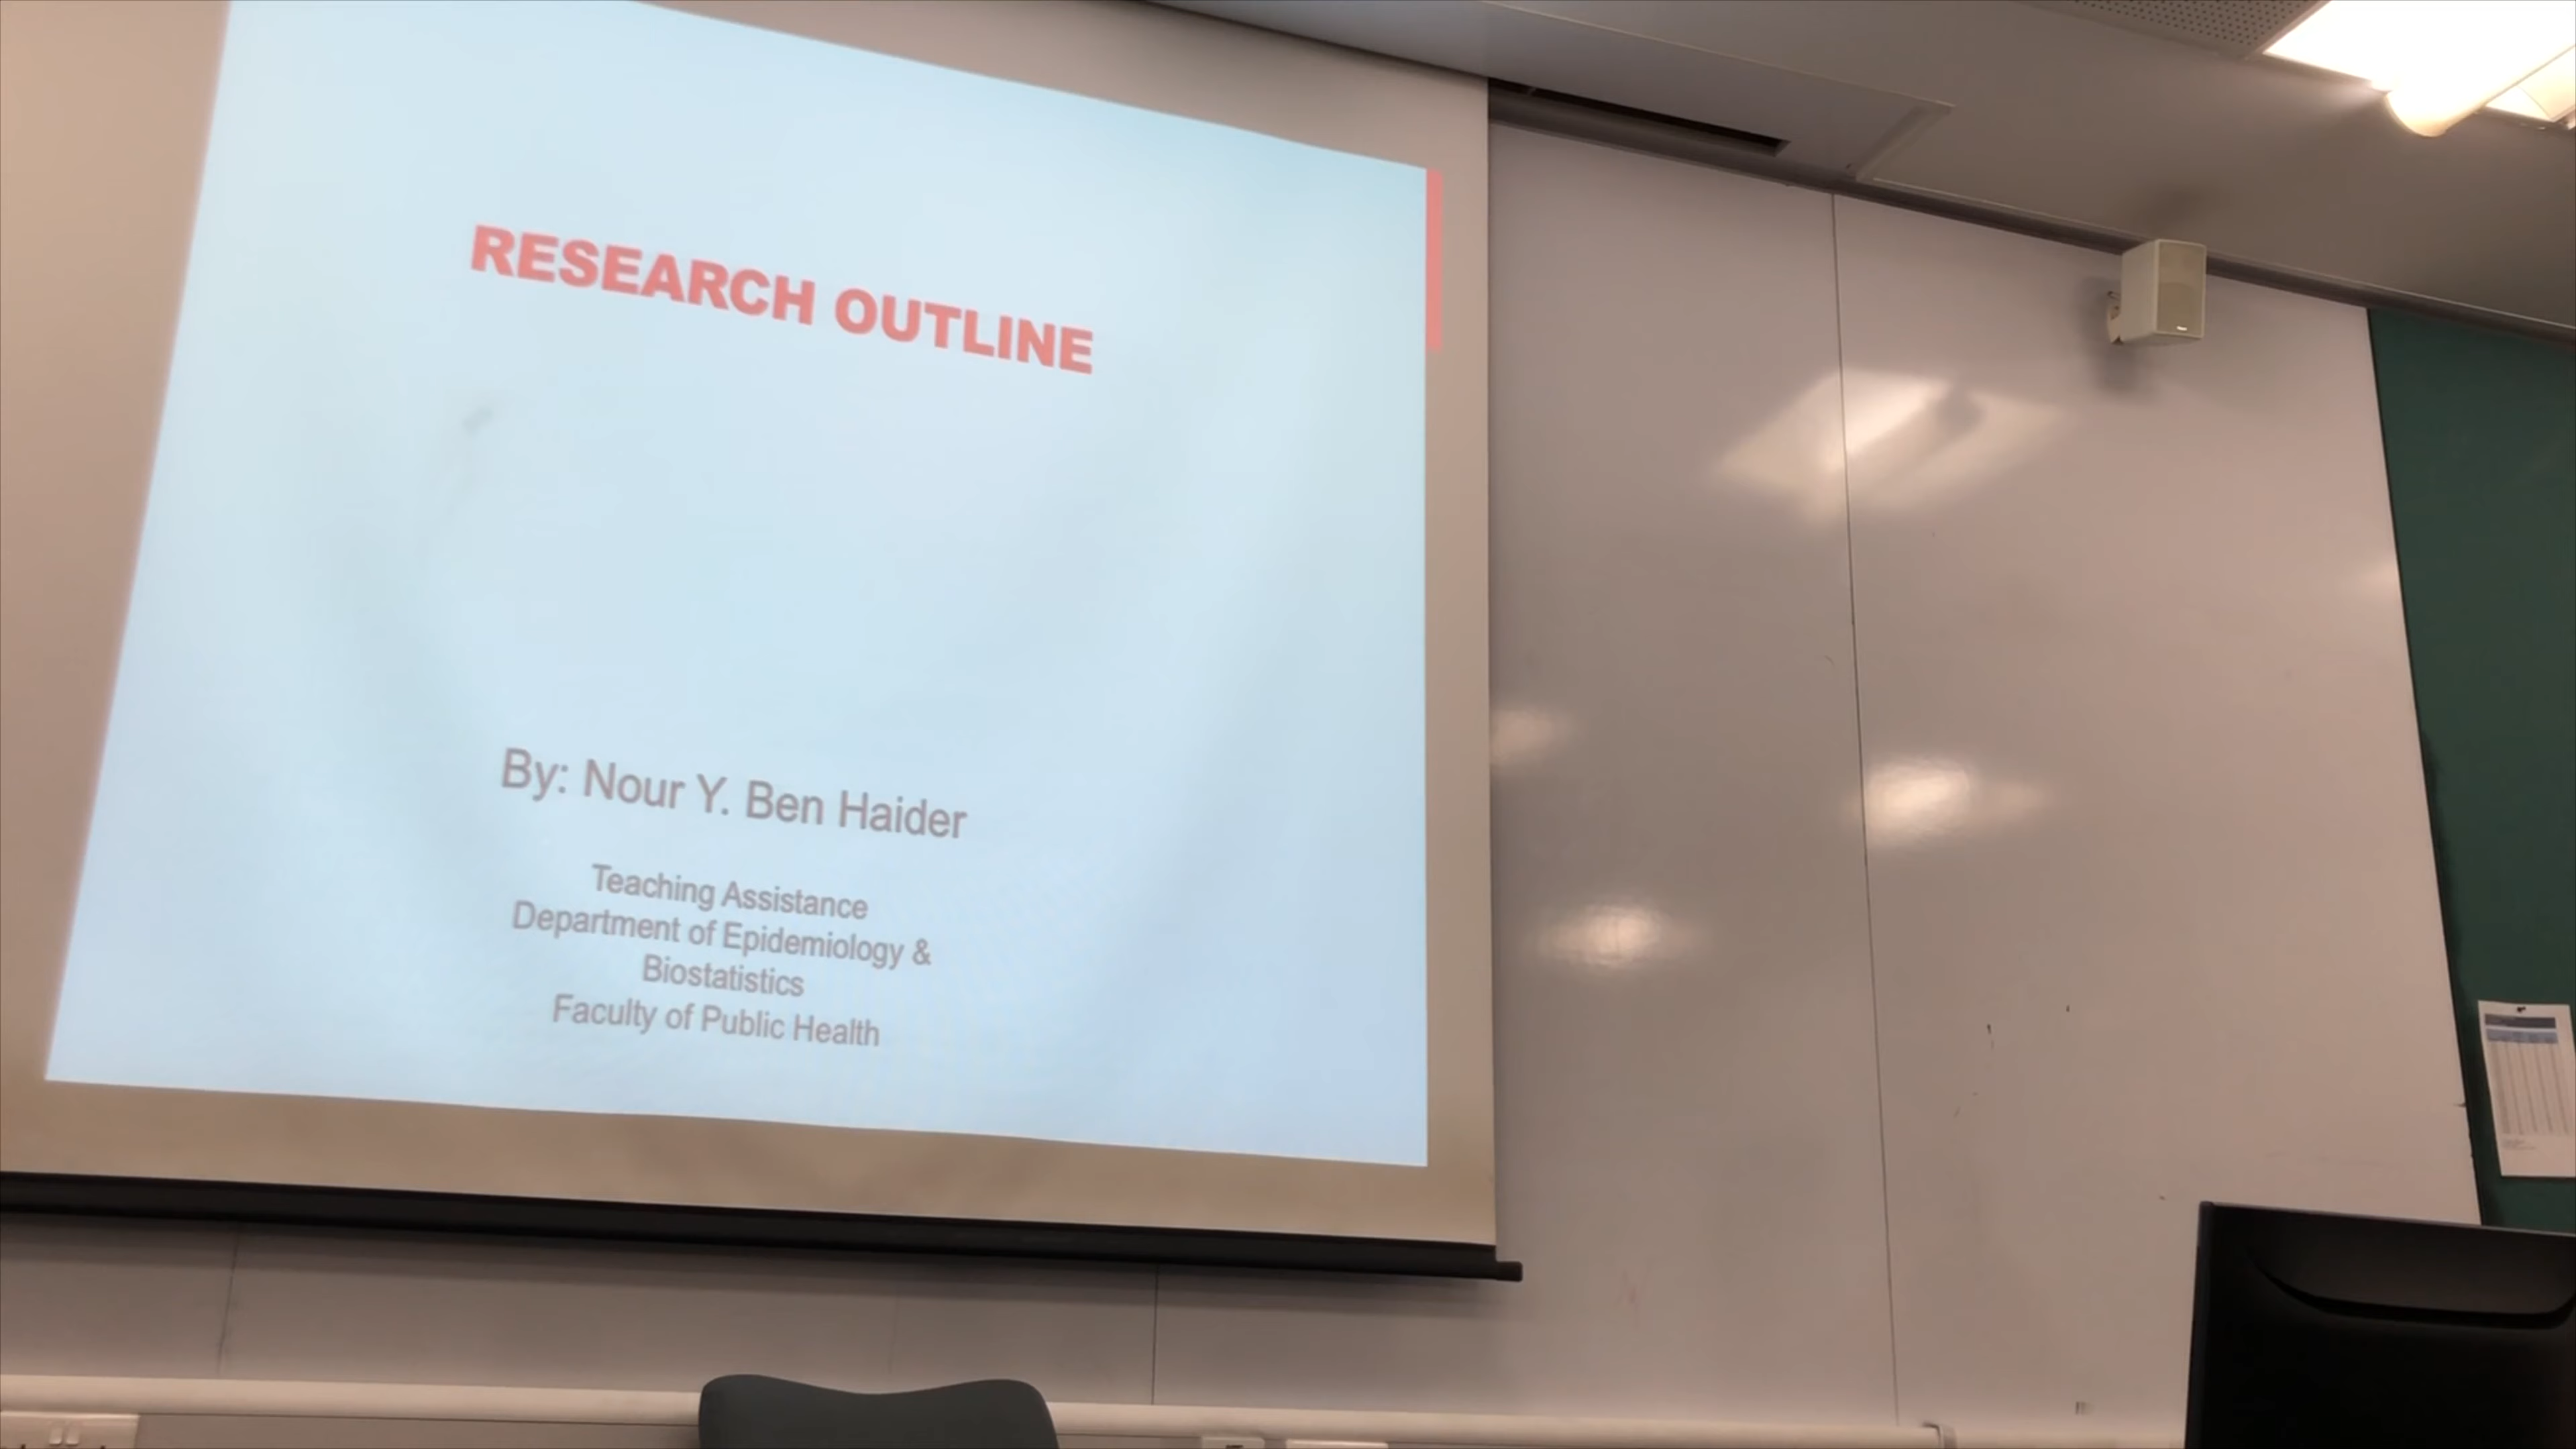 RESEARCH OUTLINE
By: Nour Y. Ben Haider
Teaching Assistance
Department of Epidemiology &
Biostatistics
Faculty of Public Health